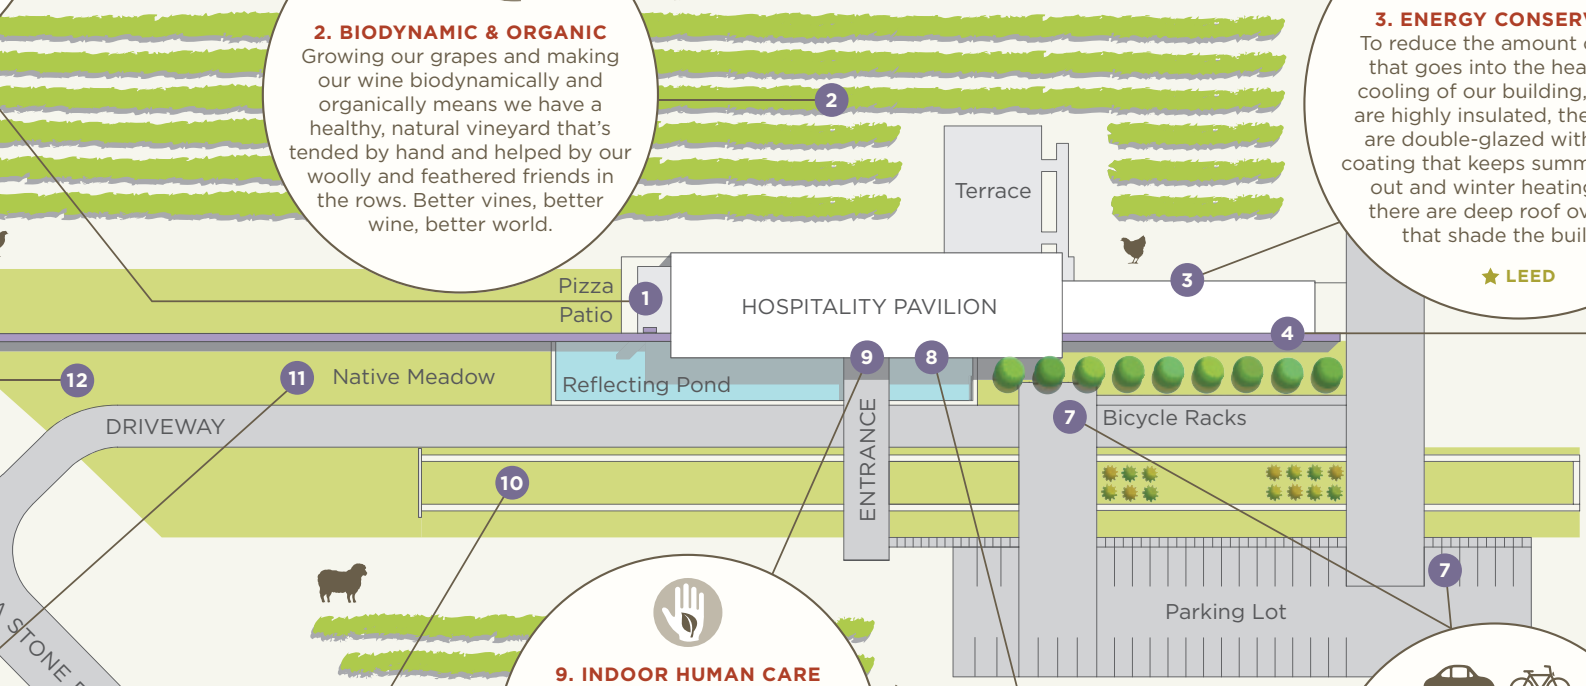 2. BIODYNAMIC & ORGANIC
Growing our grapes and making
our wine biodynamically and
organically means we have a
healthy, natural vineyard that's
tended by hand and helped by our
woolly and feathered friends in
the rows. Better vines, better
wine, better world.
3. ENERGY CONSERV
To reduce the amount
that goes into the hea
cooling of our building,
are highly insulated, the
are double-glazed with
coating that keeps summ
out and winter heating
there are deep roof ov
that shade the buil
LEED
2
Terrace
3
Pizza
Patio
1
HOSPITALITY PAVILION
4
12
11
Native Meadow
Reflecting Pond
9
8
DRIVEWAY
ENTRANCE
7
Bicycle Racks
10
7
Parking Lot
A STONE
9. INDOOR HUMAN CARE